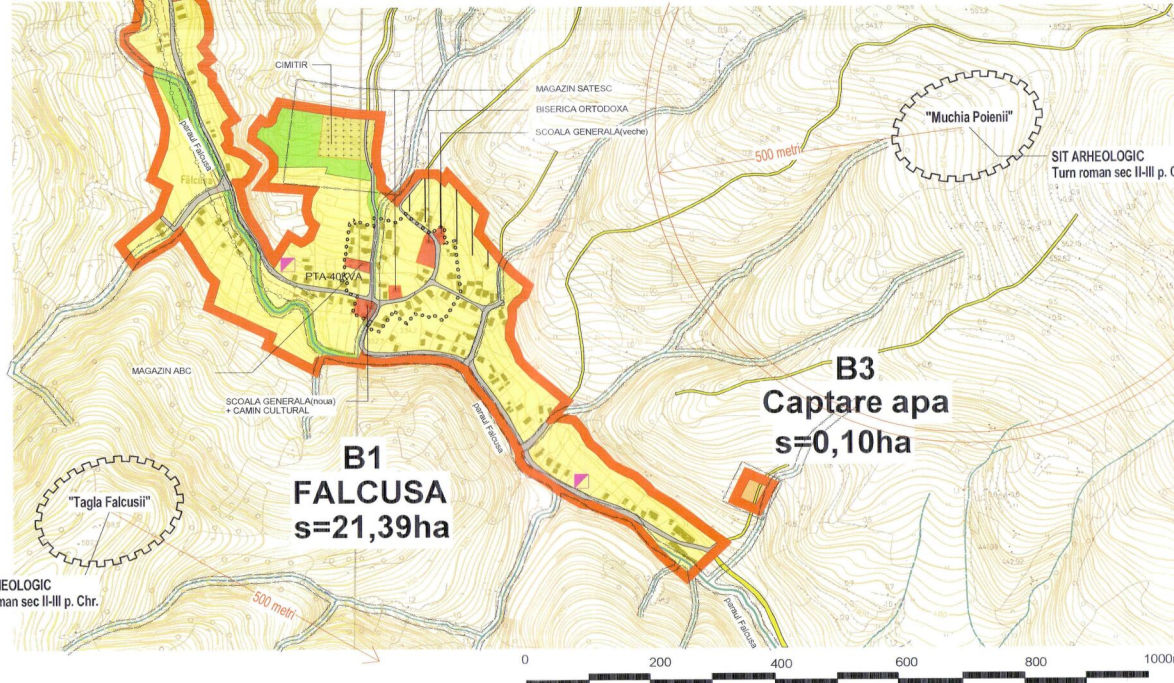 CIMITIR
MAGAZIN SATESC
BISERICA ORTODOXA
SCOALA GENERALA(veche)
"Muchia Poienii"
500 metri
SIT ARHEOLOGIC
Turn roman sec II-III p. C
paraul Falcusa
Fălcușa
PTA-40KVA
MAGAZIN ABC
SCOALA GENERALA(noua)
+ CAMIN CULTURAL
paraul Falcusa
B3
Captare apa
s=0,10ha
B1
FALCUSA
s=21,39ha
"Tagla Falcusii"
EOLOGIC
man sec II-III p. Chr.
500 metri
paraul Falcusa
0 200 400 600 800 1000